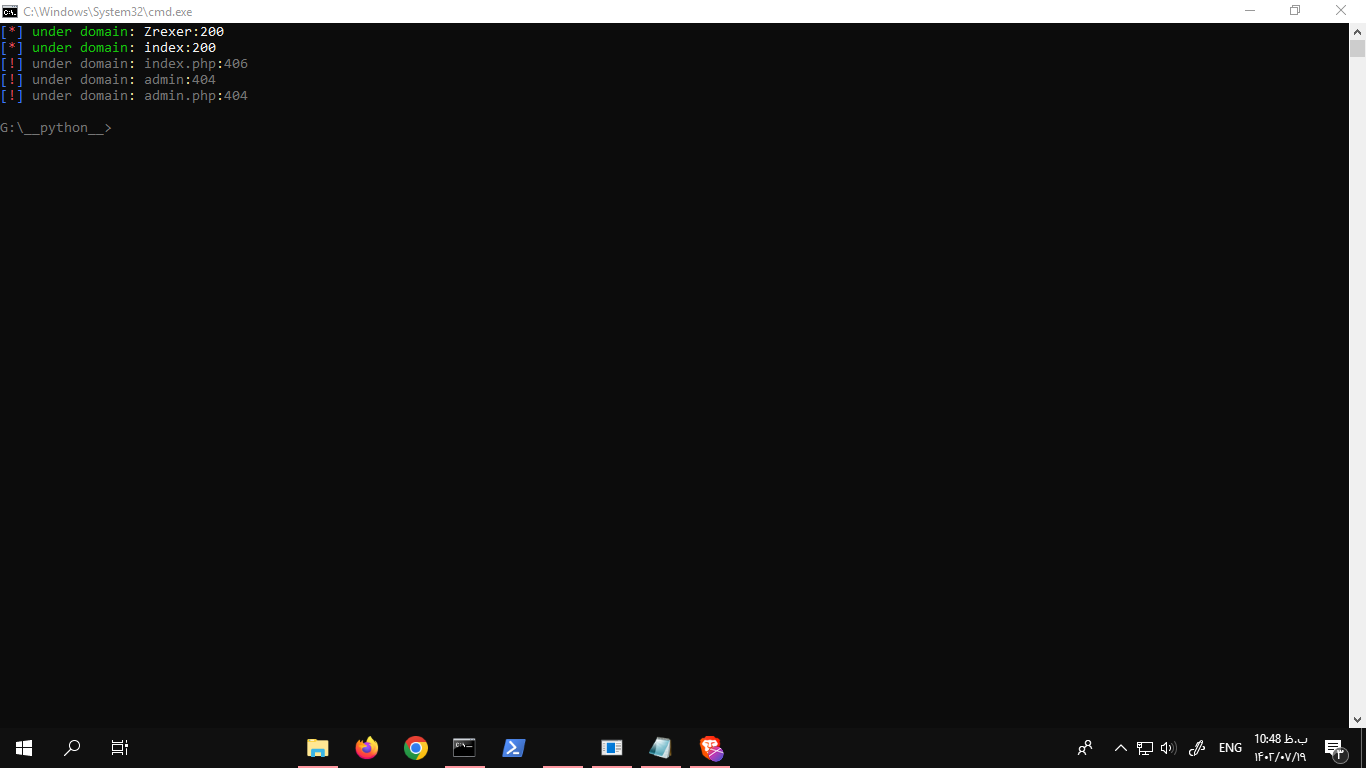 C:\Windows\System32\cmd.exe
[*] under domain: Zrexer:200
[*] under domain: index:200
[!] under domain: index.php:406
[!] under domain: admin:404
[!] under domain: admin.php:404
G:\__python__>
ENG
10:48 ب.ظ
۱۴۰۲/۰۷/۱۹
۳